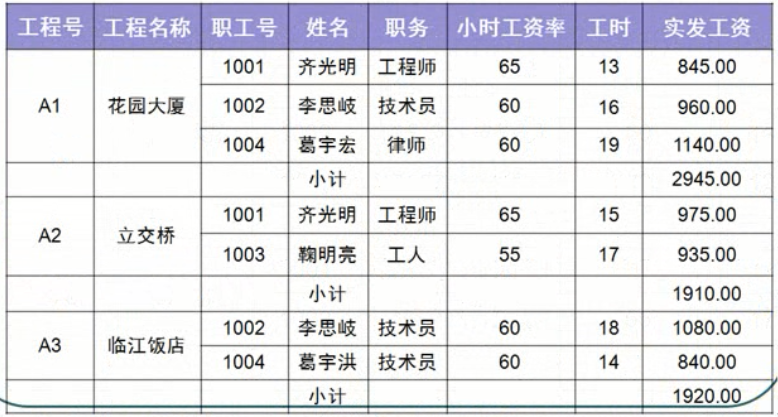 工程号 工程名称 职工号 姓名 职务 小时工资率 工时 实发工资
1001 齐光明 工程师 65 13 845.00
A1 花园大厦 1002 李思岐 技术员 60 16 960.00
1004 葛宇宏 律师 60 19 1140.00
小计 2945.00
1001 齐光明 工程师 65 15 975.00
A2 立交桥
1003 鞠明亮 工人 55 17 935.00
小计 1910.00
1002 李思岐 技术员 60 18 1080.00
A3 临江饭店
1004 葛宇洪 技术员 60 14 840.00
小计 1920.00